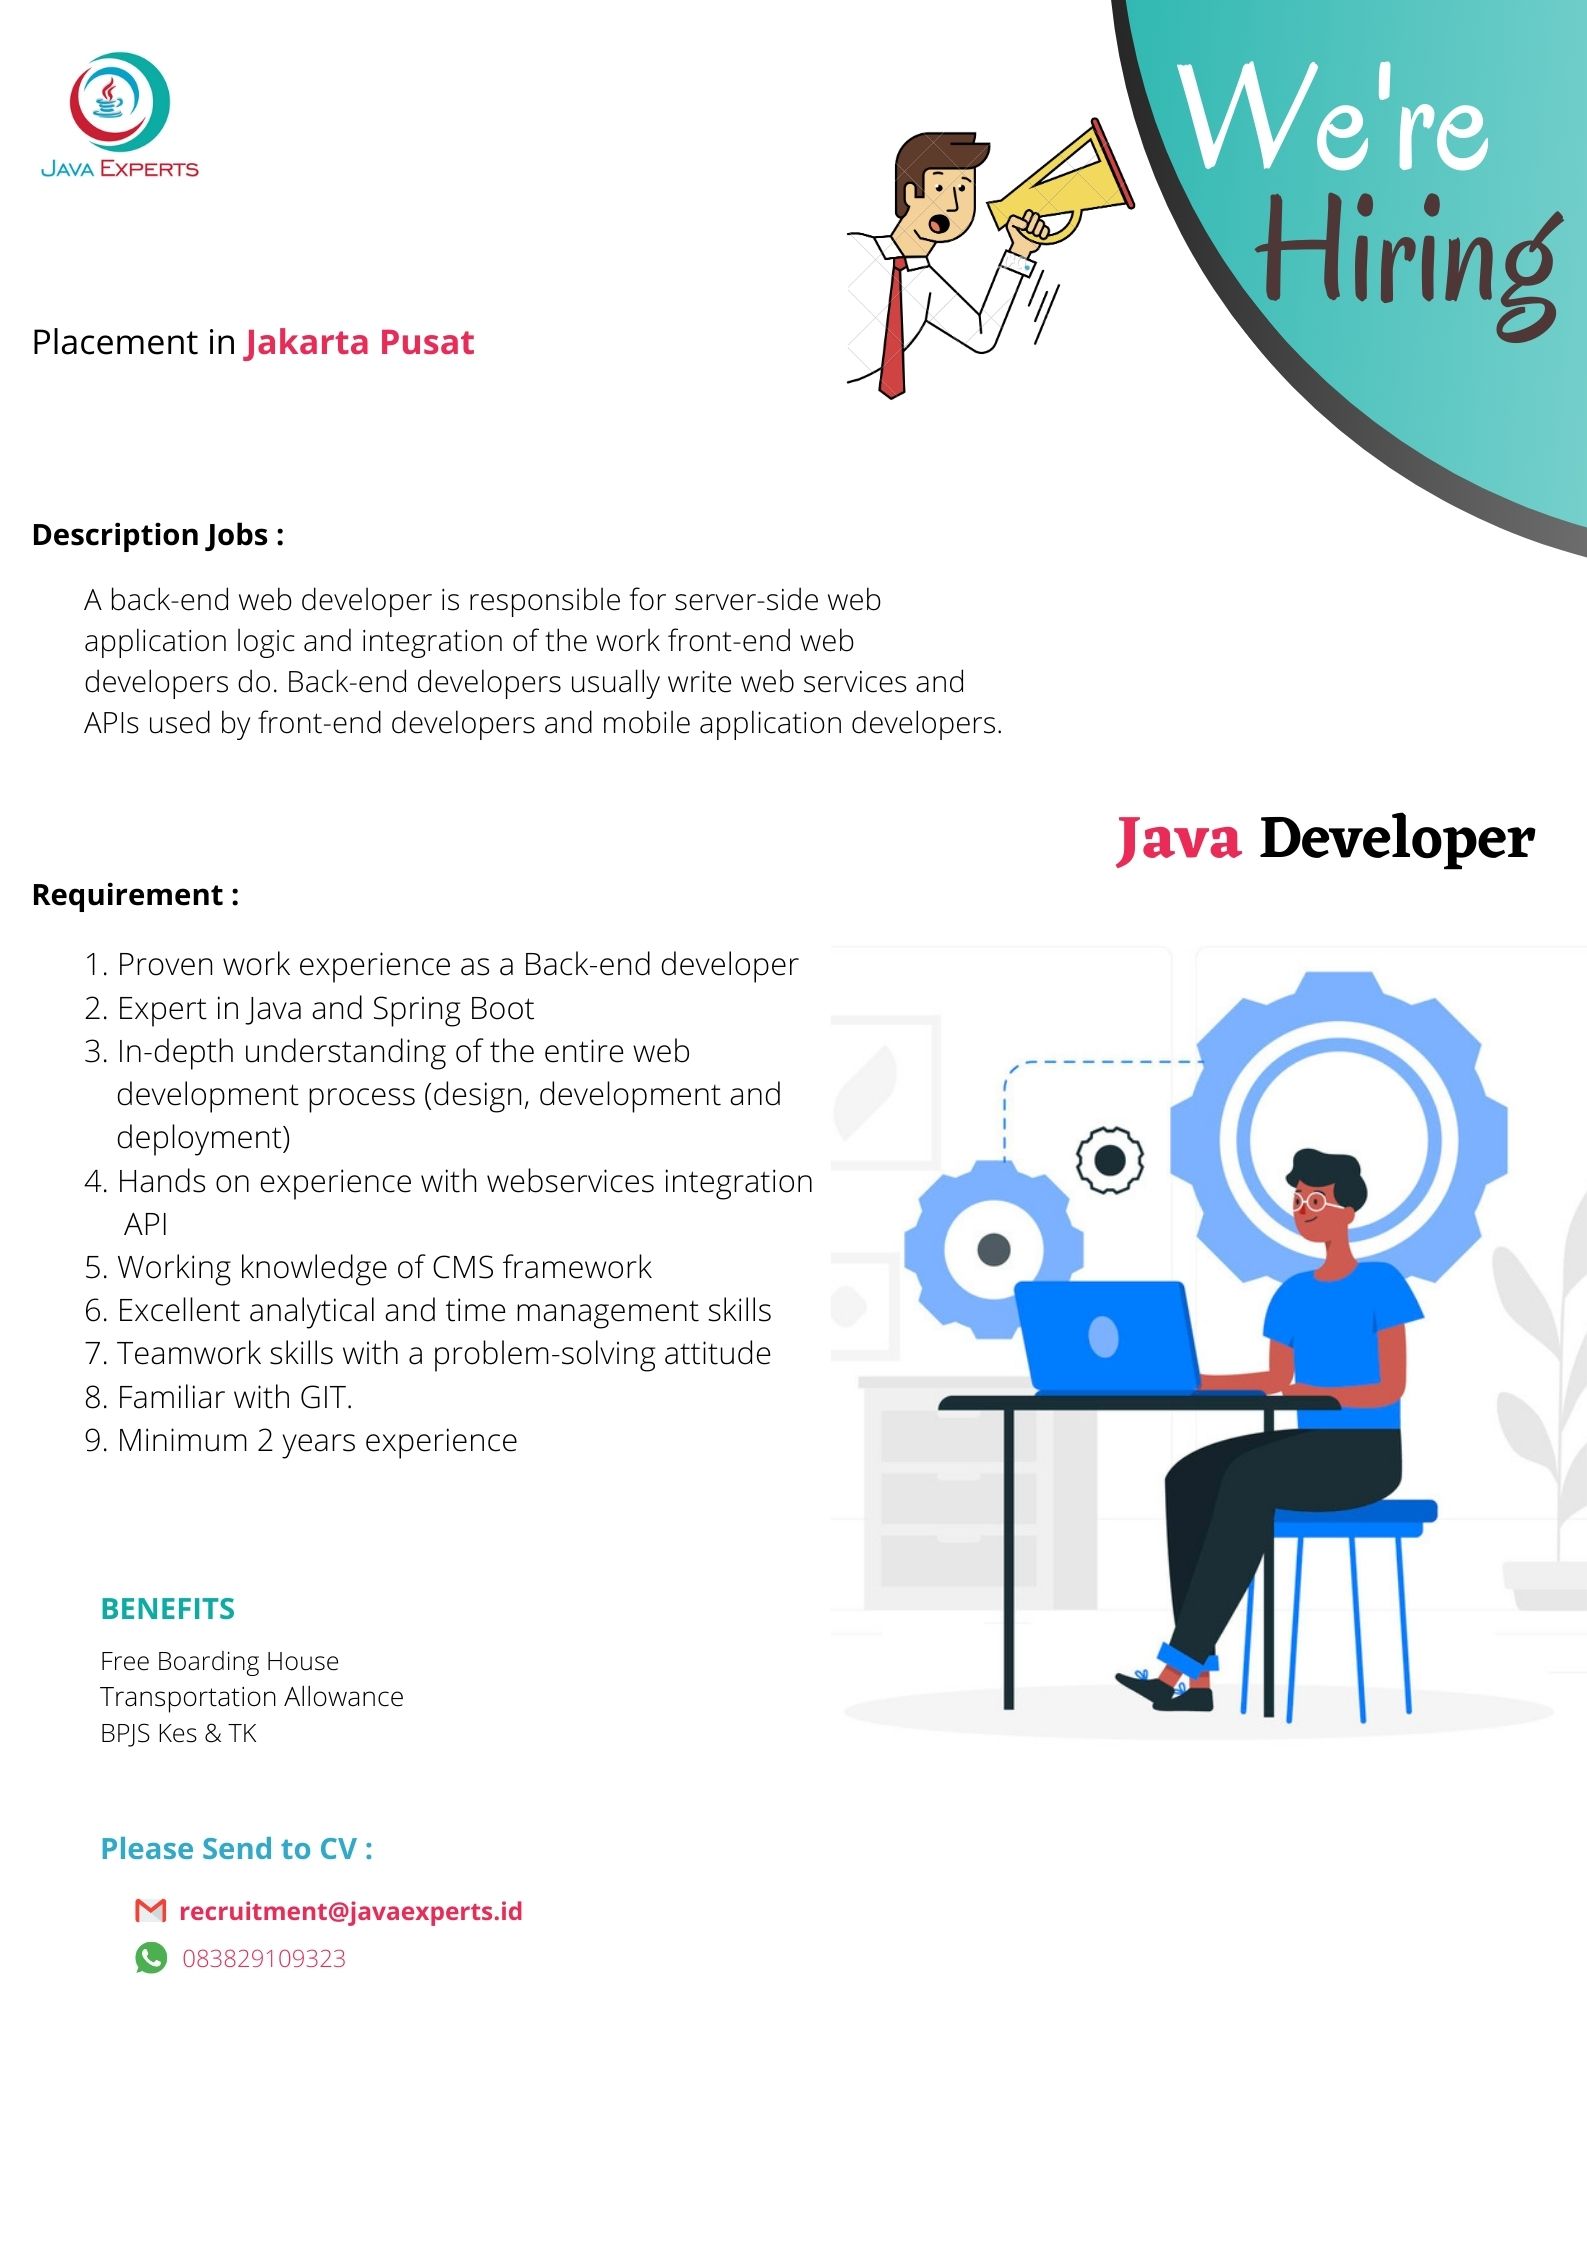 JAVA EXPERTS
We're
Hiring
Placement in Jakarta Pusat
Description Jobs :
A back-end web developer is responsible for server-side web
application logic and integration of the work front-end web
developers do. Back-end developers usually write web services and
APIs used by front-end developers and mobile application developers.
Java Developer
Requirement :
1. Proven work experience as a Back-end developer
2. Expert in Java and Spring Boot
3. In-depth understanding of the entire web
development process (design, development and
deployment)
4. Hands on experience with webservices integration
API
5. Working knowledge of CMS framework
6. Excellent analytical and time management skills
7. Teamwork skills with a problem-solving attitude
8. Familiar with GIT.
9. Minimum 2 years experience
BENEFITS
Free Boarding House
Transportation Allowance
BPJS Kes & TK
Please Send to CV :
recruitment@javaexperts.id
083829109323